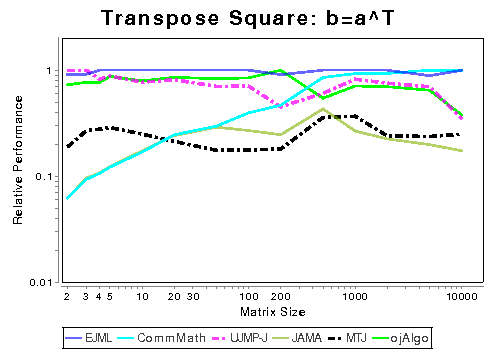 Transpose Square: b=a^T
Relative Performance
1
0.1
0.01
2 3 4 5 10 20 30 100 200 1000 10000
Matrix Size
EJML CommMath UJMP-J JAMA MTJ ojAlgo